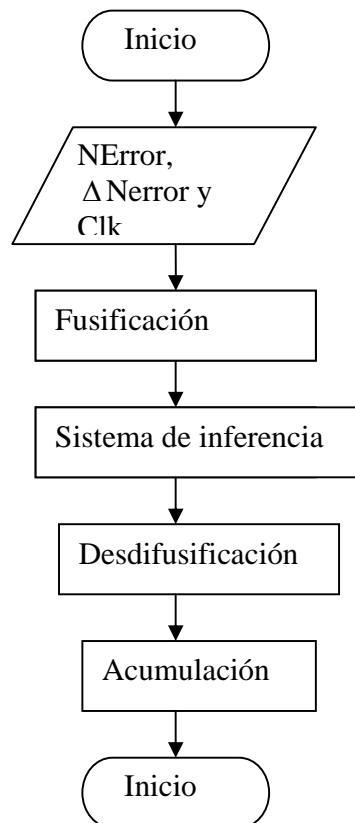 Inicio
NError,
Δ Nerror y
Clk
Fusificación
Sistema de inferencia
Desdifusificación
Acumulación
Inicio